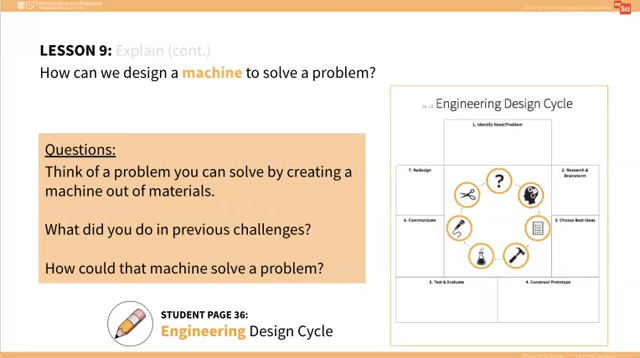 LESSON 9: Explain (cont.)
How can we design a machine to solve a problem?
Questions:
Think of a problem you can solve by creating a
machine out of materials.
What did you do in previous challenges?
How could that machine solve a problem?
STUDENT PAGE 36:
Engineering Design Cycle
Engineering Design Cycle
1. Identify Need/Problem
7. Redesign
2. Research &
Brainstorm
6. Communicate
3. Choose Best Ideas
5. Test & Evaluate
4. Construct Prototype
?
ISP
my
Sci